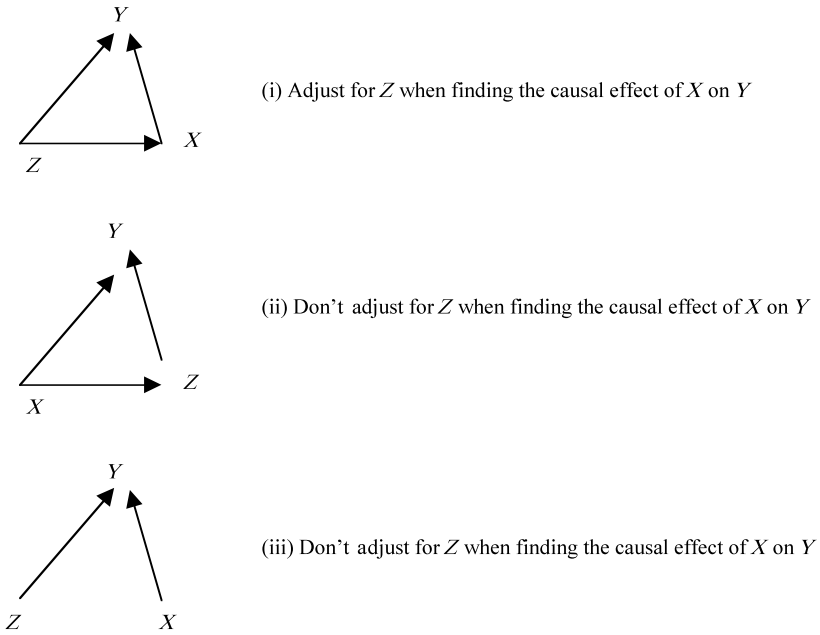 Y
(i) Adjust for Z when finding the causal effect of X on Y
X
Z
Y
(ii) Don't adjust for Z when finding the causal effect of X on Y
Z
X
Y
(iii) Don't adjust for Z when finding the causal effect of X on Y
Z X